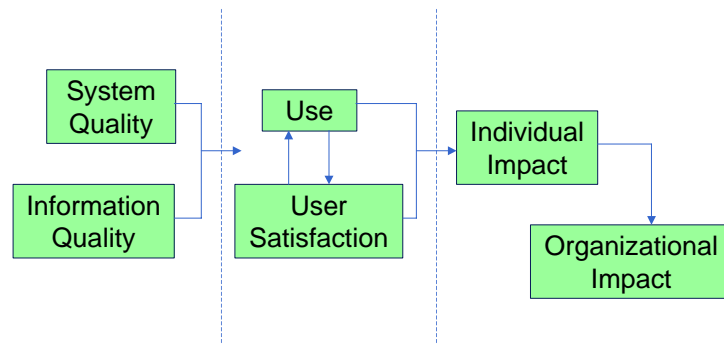 System
Quality
Information
Quality
Use
User
Satisfaction
Individual
Impact
Organizational
Impact